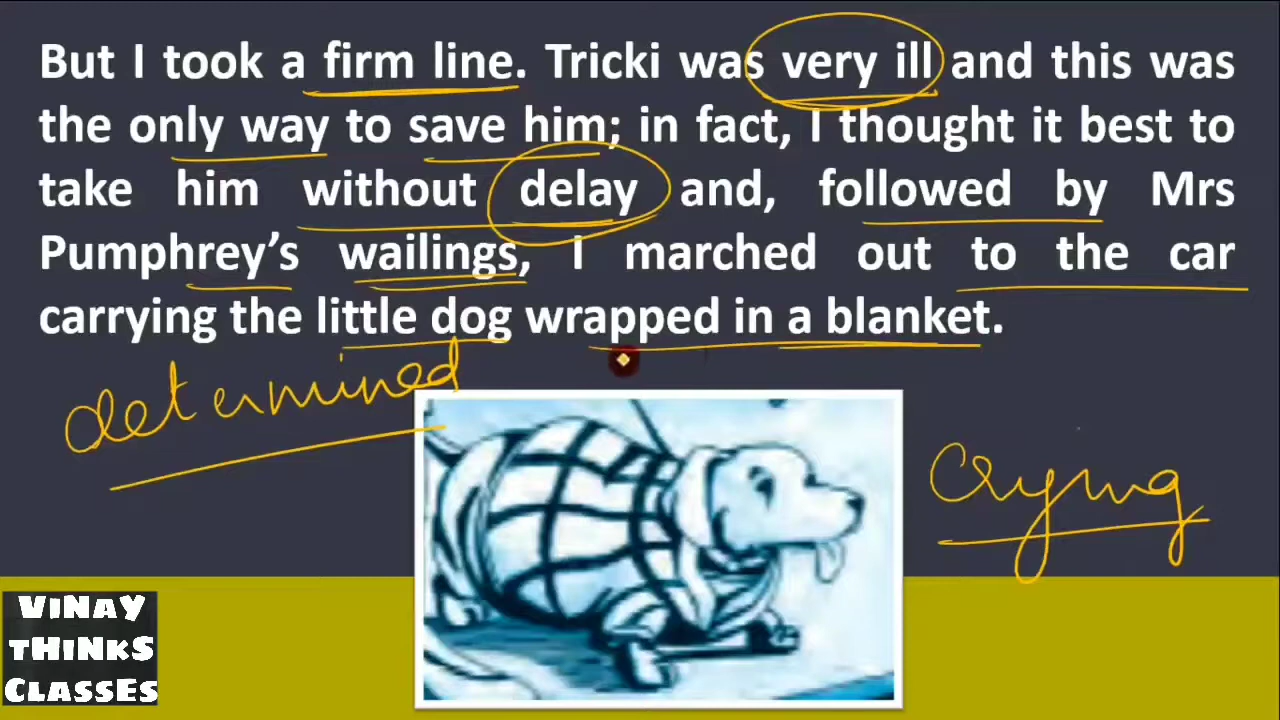 But I took a firm line. Tricki was very ill and this was
the only way to save him; in fact, I thought it best to
take him without delay and, followed by Mrs
Pumphrey’s wailings, I marched out to the car
carrying the little dog wrapped in a blanket.
determined
Crying
ViNAY
THiNKS
CLASSES